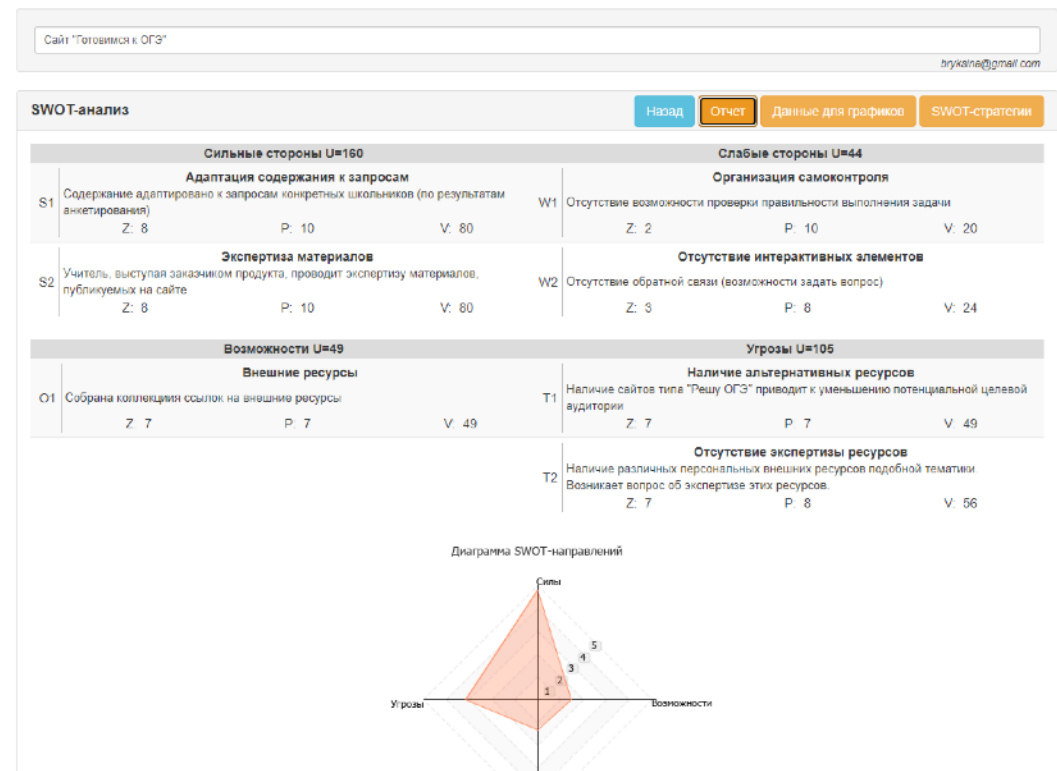 Сайт "Готовимся к ОГЭ"
brykaina@gmail.com
SWOT-анализ
Назад
Отчет
Данные для графиков
SWOT-стратегии
Сильные стороны U=160
S1
Адаптация содержания к запросам
Содержание адаптировано к запросам конкретных школьников (по результатам
анкетирования)
Z: 8 P: 10 V: 80
S2
Экспертиза материалов
Учитель, выступая заказчиком продукта, проводит экспертизу материалов,
публикуемых на сайте
Z: 8 P: 10 V: 80
Слабые стороны U=44
W1
Организация самоконтроля
Отсутствие возможности проверки правильности выполнения задачи
Z: 2 P: 10 V: 20
W2
Отсутствие интерактивных элементов
Отсутствие обратной связи (возможности задать вопрос)
Z: 3 P: 8 V: 24
Возможности U=49
O1
Внешние ресурсы
Собрана коллекциия ссылок на внешние ресурсы
Z: 7 P: 7 V: 49
Угрозы U=105
T1
Наличие альтернативных ресурсов
Наличие сайтов типа "Решу ОГЭ" приводит к уменьшению потенциальной целевой
аудитории
Z: 7 P: 7 V: 49
T2
Отсутствие экспертизы ресурсов
Наличие различных персональных внешних ресурсов подобной тематики
Возникает вопрос об экспертизе этих ресурсов.
Z: 7 P: 8 V: 56
Диаграмма SWOT-направлений
Силы
5
4
3
2
1
Угрозы
Возможности